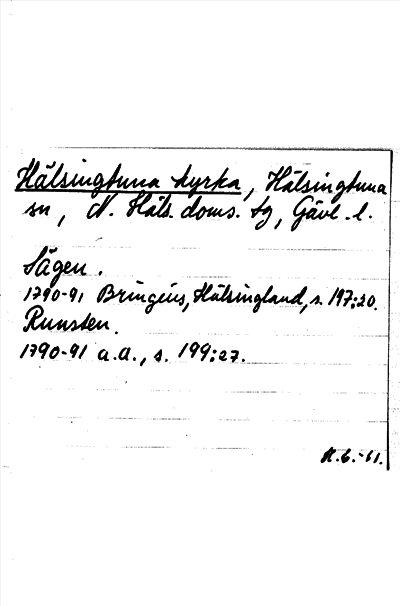 Hälsingtuna kyrka, Hälsingtuna
sn, N. Häls. doms. tg, Gävl. l.
Sägen.
1790-91 Bringéus, Hälsingland, s. 197:20.
Runsten.
1790-91 a.a., s. 199:27.
N.G.-61.